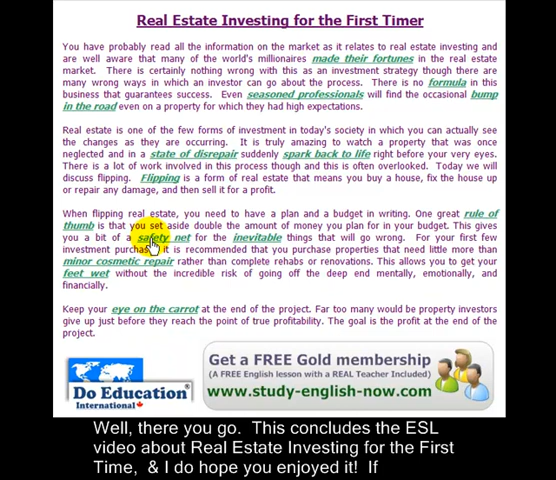 Real Estate Investing for the First Timer
You have probably read all the information on the market as it relates to real estate investing and
are well aware that many of the world's millionaires made their fortunes in the real estate
market. There is certainly nothing wrong with this as an investment strategy though there are
many wrong ways in which an investor can go about the process. There is no formula in this
business that guarantees success. Even seasoned professionals will find the occasional bump
in the road even on a property for which they had high expectations.
Real estate is one of the few forms of investment in today's society in which you can actually see
the changes as they are occurring. It is truly amazing to watch a property that was once
neglected and in a state of disrepair suddenly spark back to life right before your very eyes.
There is a lot of work involved in this process though and this is often overlooked. Today we will
discuss flipping. Flipping is a form of real estate that means you buy a house, fix the house up
or repair any damage, and then sell it for a profit.
When flipping real estate, you need to have a plan and a budget in writing. One great rule of
thumb is that you set aside double the amount of money you plan for in your budget. This gives
you a bit of a safety net for the inevitable things that will go wrong. For your first few
investment purchases it is recommended that you purchase properties that need little more than
minor cosmetic repair rather than complete rehabs or renovations. This allows you to get your
feet wet without the incredible risk of going off the deep end mentally, emotionally, and
financially.
Keep your eye on the carrot at the end of the project. Far too many would be property investors
give up just before they reach the point of true profitability. The goal is the profit at the end of the
project.
Do Education®
International
Get a FREE Gold membership
(A FREE English lesson with a REAL Teacher Included)
www.study-english-now.com
Well, there you go. This concludes the ESL
video about Real Estate Investing for the First
Time, & I do hope you enjoyed it! If